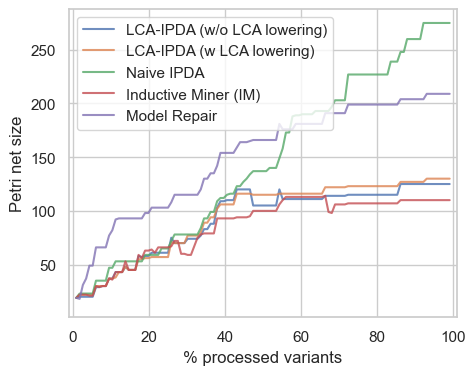 LCA-IPDA (w/o LCA lowering)
LCA-IPDA (w LCA lowering)
Naive IPDA
Inductive Miner (IM)
Model Repair
Petri net size
250
200
150
100
50
0 20 40 60 80 100
% processed variants